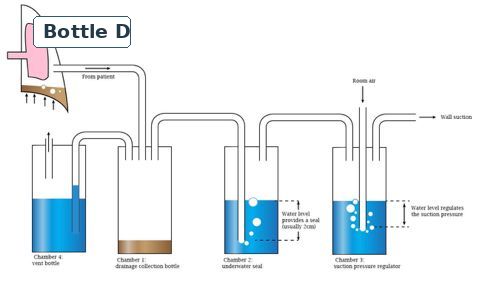 Bottle D
From patient
Room air
Wall suction
Water level
provides a seal
(usually 2cm)
Water level regulates
the suction pressure
Chamber 4:
vent bottle
Chamber 1:
drainage collection bottle
Chamber 2:
underwater seal
Chamber 3:
suction pressure regulator